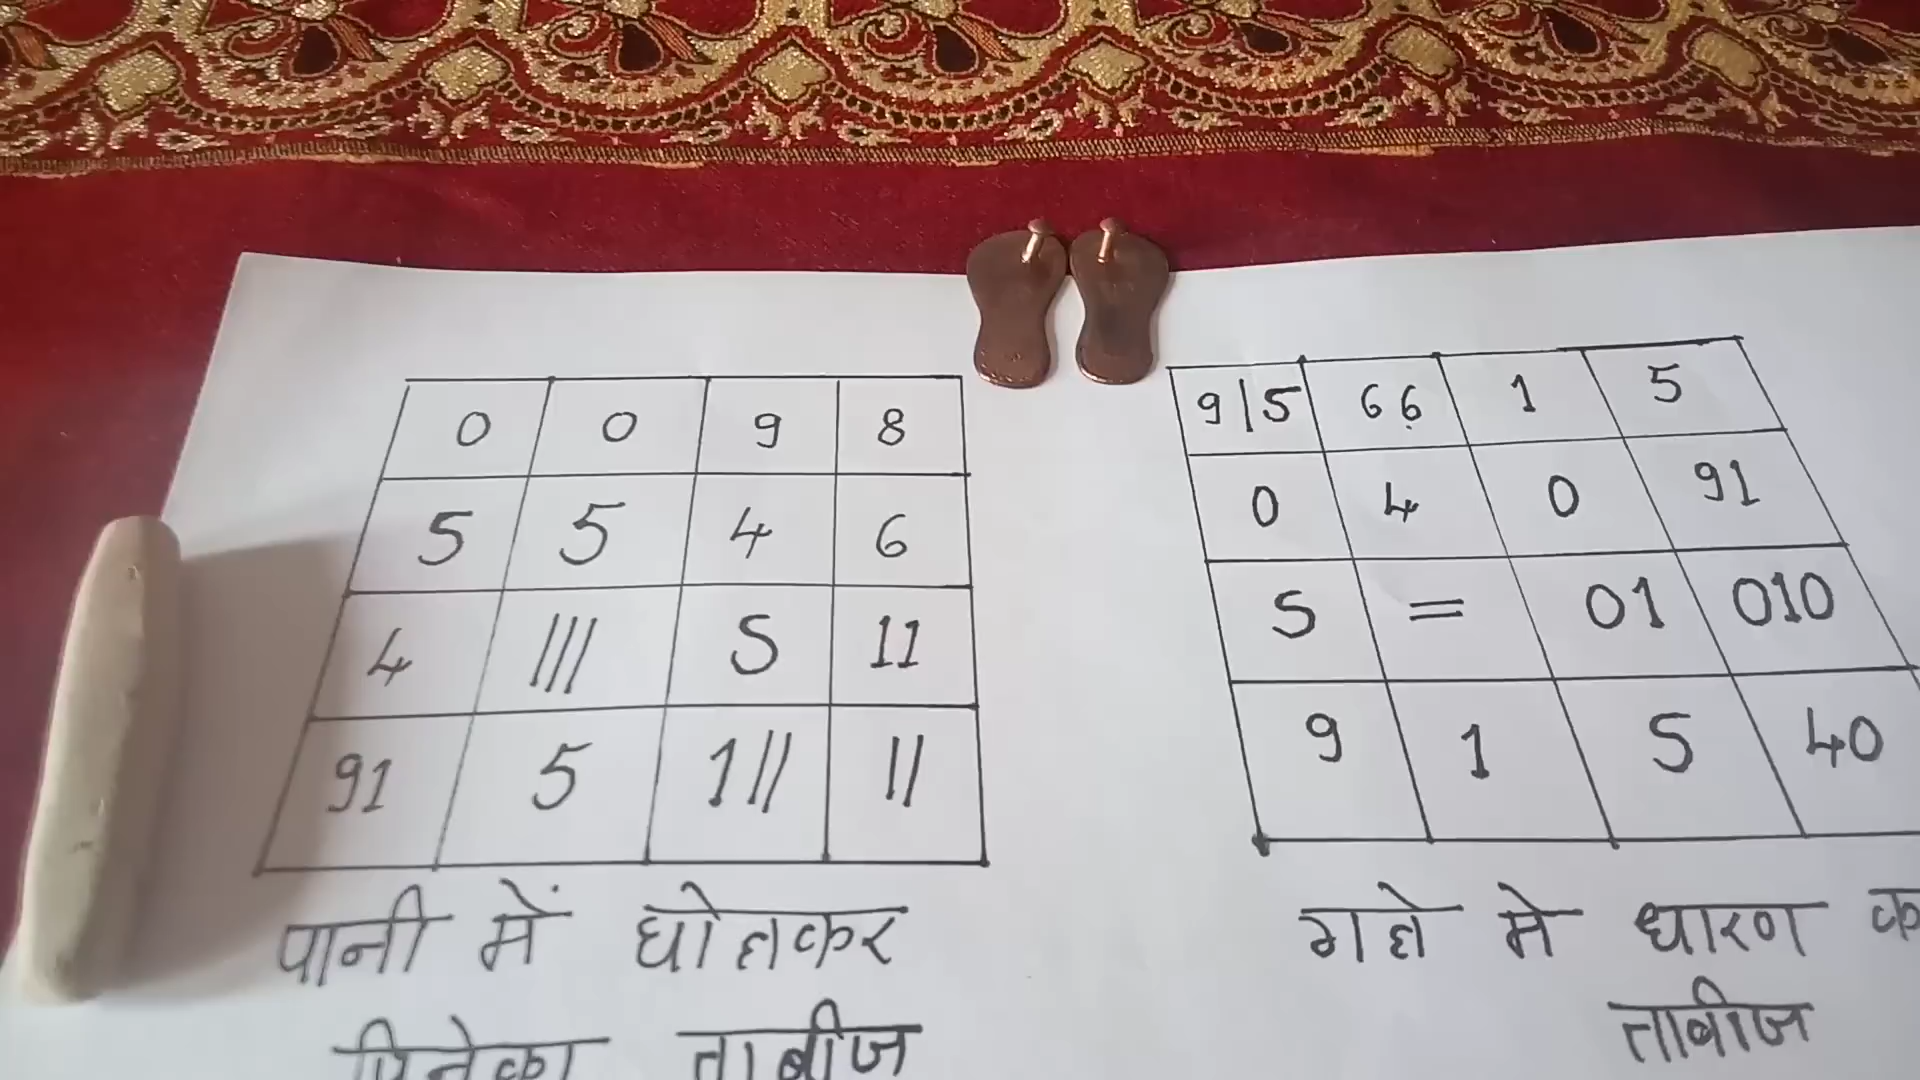 0 0 9 8
5 5 4 6
4 ||| 5 11
91 5 1|| ||
पानी में घोलकर
पिनेका ताबीज
9|5 66 1 5
0 4 0 91
5 = 01 010
9 1 5 40
गले मे धारण
ताबीज